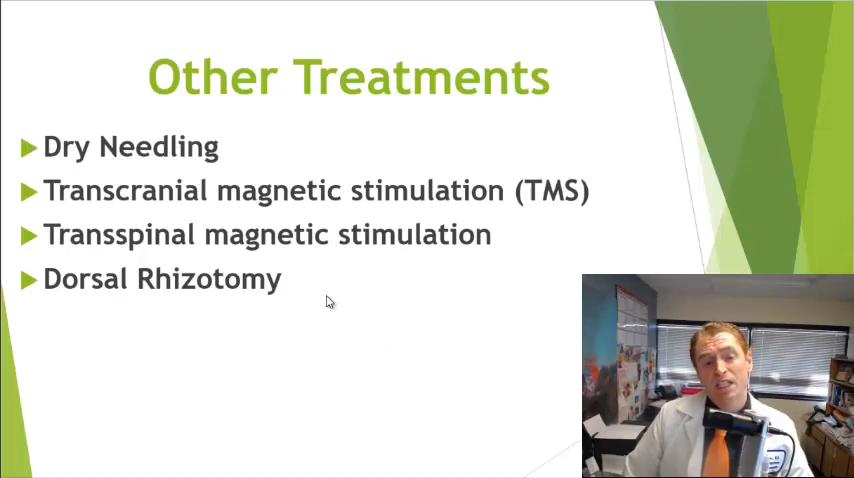 Other Treatments
Dry Needling
Transcranial magnetic stimulation (TMS)
Transspinal magnetic stimulation
Dorsal Rhizotomy